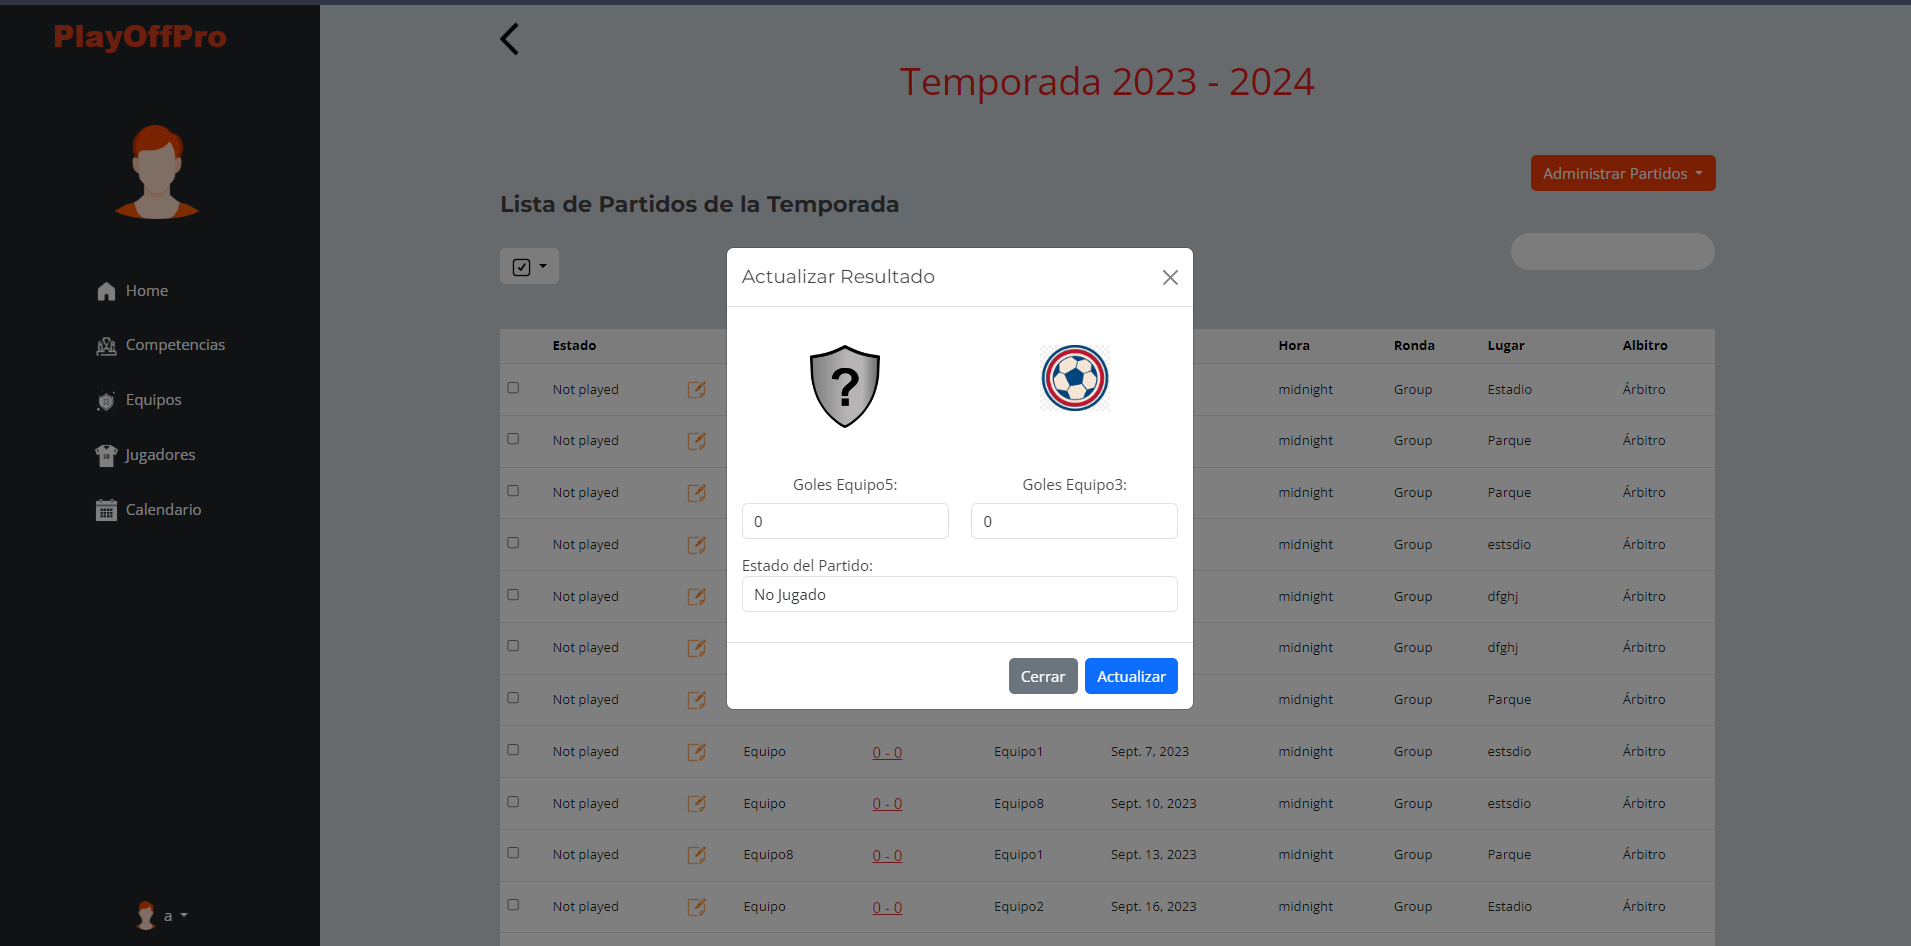 PlayOffPro
Home
Competencias
Equipos
Jugadores
Calendario
a
Temporada 2023 - 2024
Administrar Partidos
Lista de Partidos de la Temporada
Estado Hora Ronda Lugar Albitro
Not played midnight Group Estadio Árbitro
Not played midnight Group Parque Árbitro
Not played midnight Group Parque Árbitro
Not played midnight Group estsdio Árbitro
Not played midnight Group dfghj Árbitro
Not played midnight Group dfghj Árbitro
Not played midnight Group Parque Árbitro
Not played Equipo 0 - 0 Equipo1 Sept. 7, 2023 midnight Group estsdio Árbitro
Not played Equipo 0 - 0 Equipo8 Sept. 10, 2023 midnight Group estsdio Árbitro
Not played Equipo8 0 - 0 Equipo1 Sept. 13, 2023 midnight Group Parque Árbitro
Not played Equipo 0 - 0 Equipo2 Sept. 16, 2023 midnight Group Estadio Árbitro
Actualizar Resultado
?
Goles Equipo5: Goles Equipo3:
0 0
Estado del Partido:
No Jugado
Cerrar Actualizar